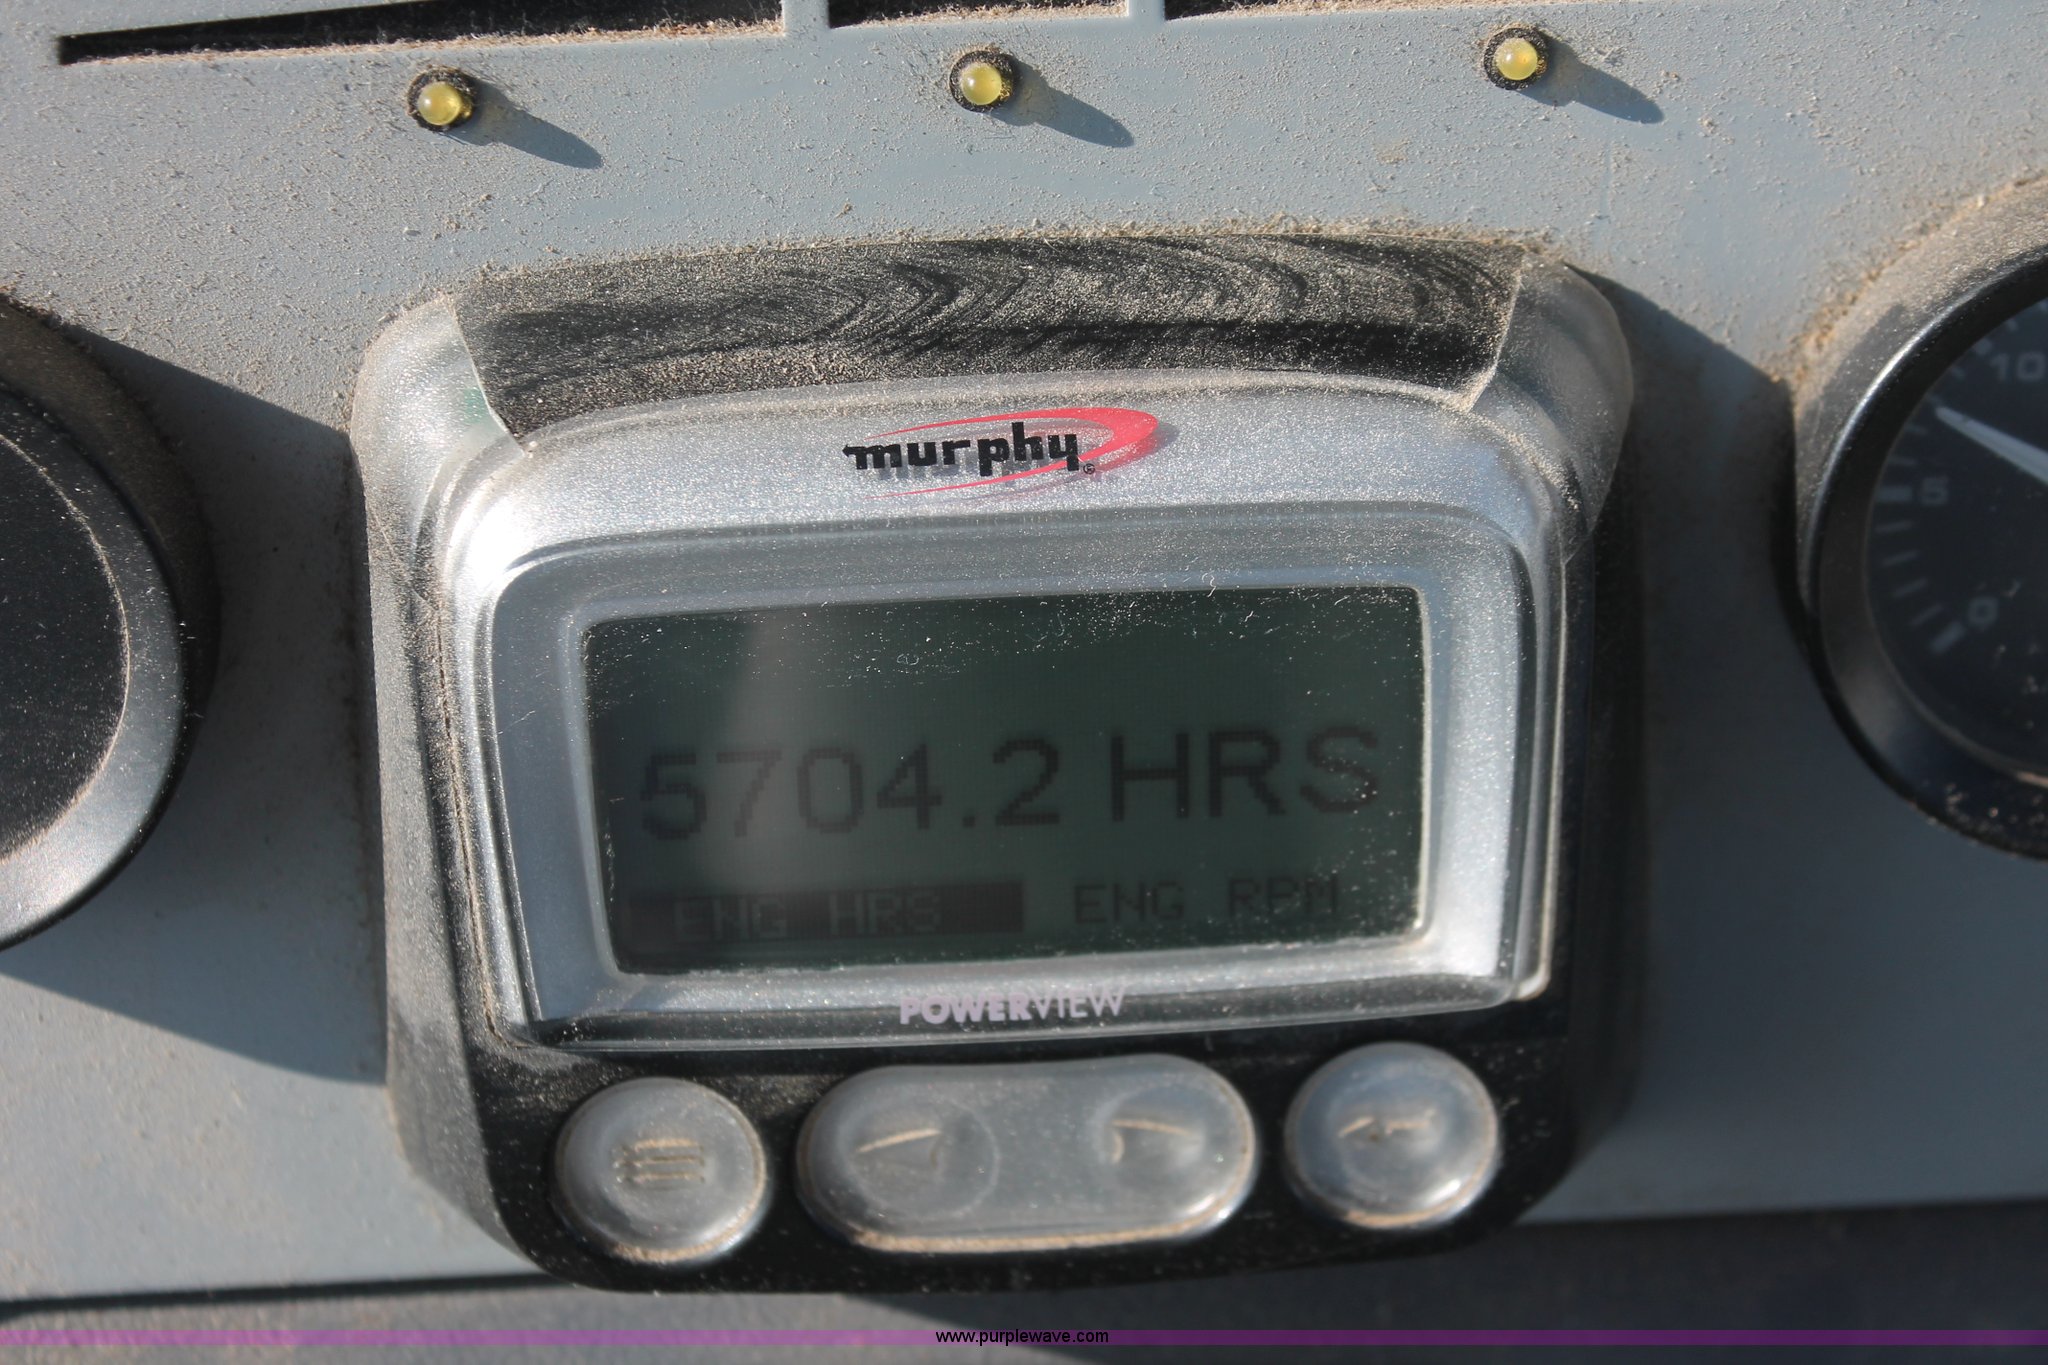 murphy©
10
5
0
5704.2 HRS
ENG HRS ENG RPM
POWERVIEW
www.purplewave.com